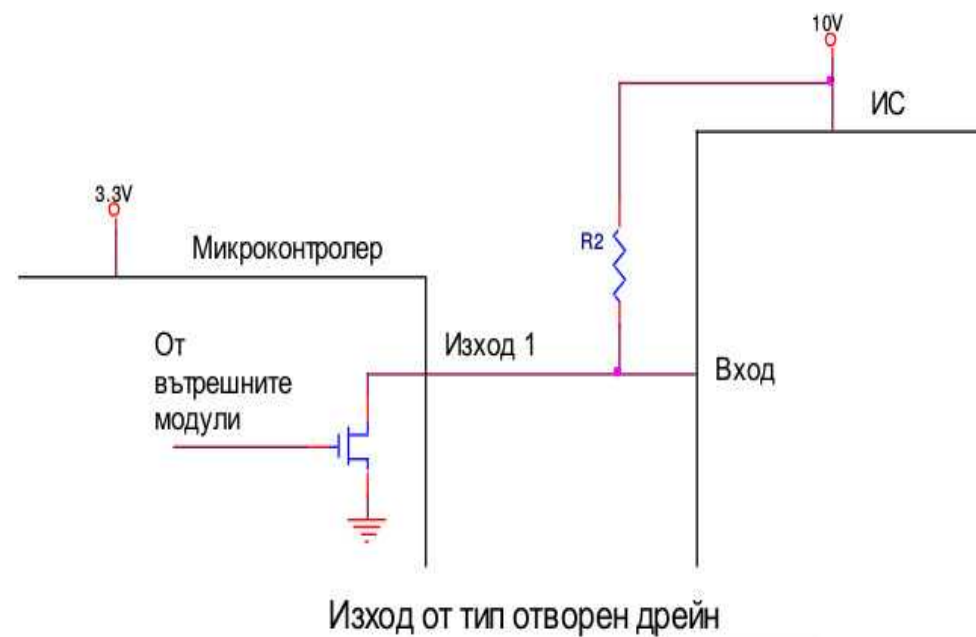 10V
ИС
3.3V
R2
Микроконтролер
От
вътрешните
модули
Изход 1
Вход
Изход от тип отворен дрейн